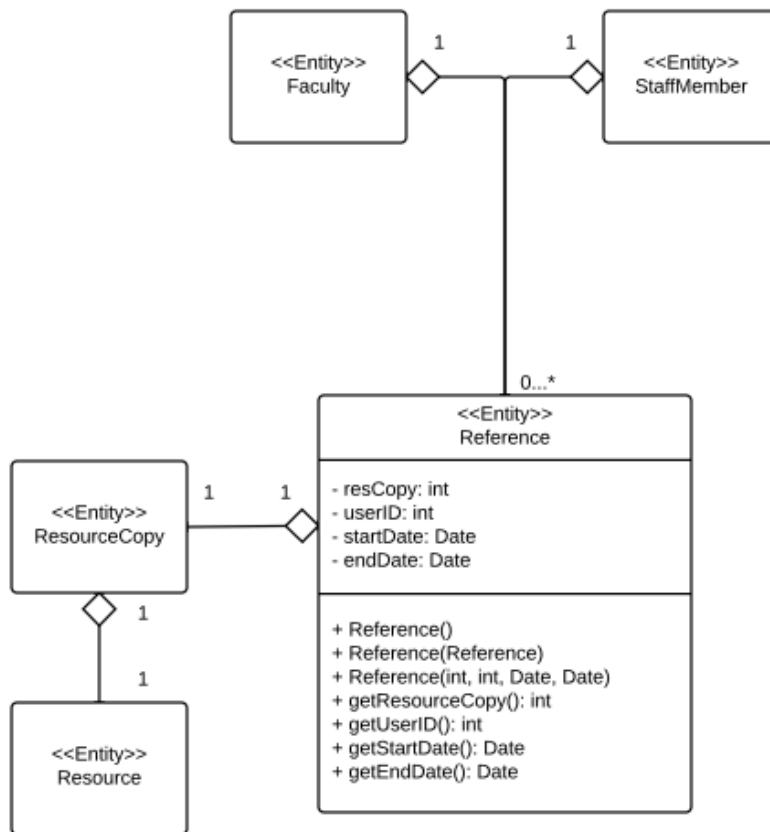 <<Entity>>
Faculty
1
1
<<Entity>>
StaffMember
0...*
<<Entity>>
Reference
- resCopy: int
- userID: int
- startDate: Date
- endDate: Date
+ Reference()
+ Reference(Reference)
+ Reference(int, int, Date, Date)
+ getResourceCopy(): int
+ getUserID(): int
+ getStartDate(): Date
+ getEndDate(): Date
<<Entity>>
ResourceCopy
1
1
1
1
<<Entity>>
Resource